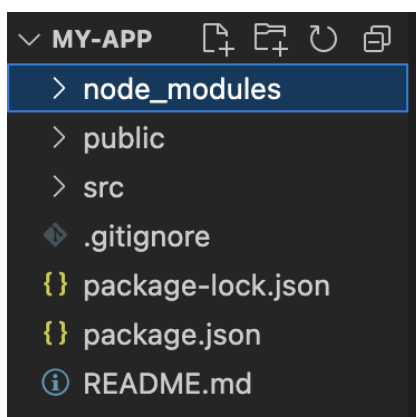 MY-APP
node_modules
public
src
.gitignore
{} package-lock.json
{} package.json
README.md